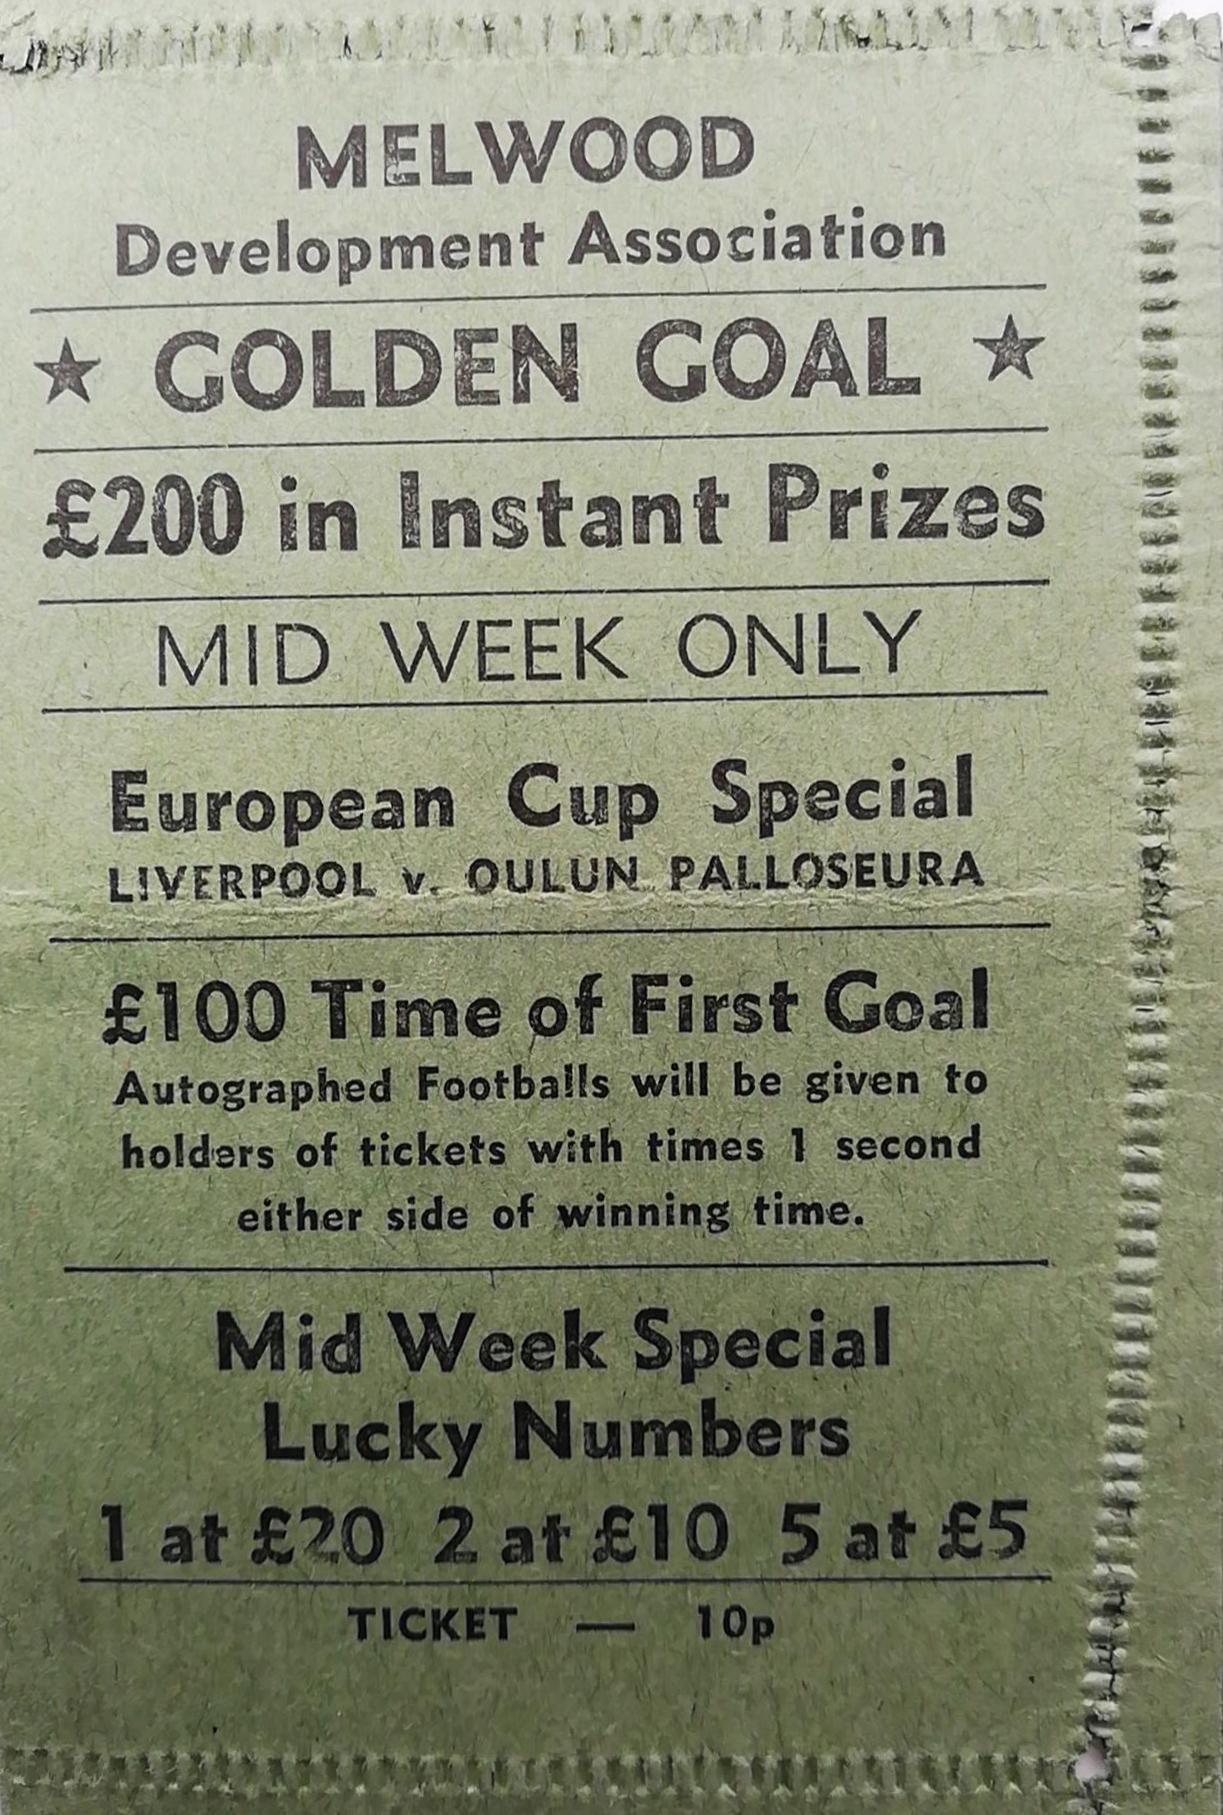 MELWOOD
Development Association
★ GOLDEN GOAL ★
£200 in Instant Prizes
MID WEEK ONLY
European Cup Special
LIVERPOOL v. OULUN PALLOSEURA
£100 Time of First Goal
Autographed Footballs will be given to
holders of tickets with times 1 second
either side of winning time.
Mid Week Special
Lucky Numbers
1 at £20 2 at £10 5 at £5
TICKET — 10p